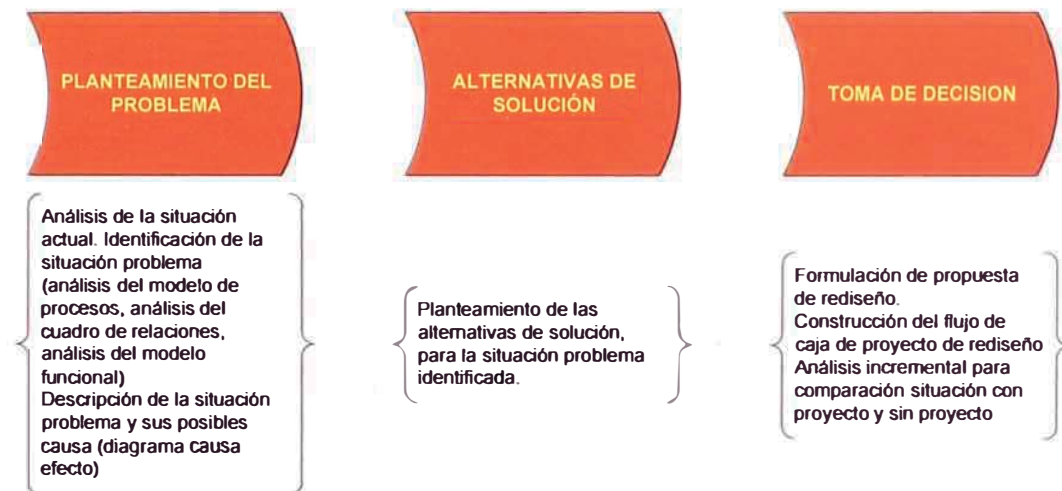 PLANTEAMIENTO DEL
PROBLEMA
Análisis de la situación
actual. Identificación de la
situación problema
(análisis del modelo de
procesos, análisis del
cuadro de relaciones,
análisis del modelo
funcional)
Descripción de la situación
problema y sus posibles
causa (diagrama causa
efecto)
ALTERNATIVAS DE
SOLUCIÓN
Planteamiento de las
alternativas de solución,
para la situación problema
identificada.
TOMA DE DECISION
Formulación de propuesta
de rediseño.
Construcción del flujo de
caja de proyecto de rediseño
Análisis incremental para
comparación situación con
proyecto y sin proyecto